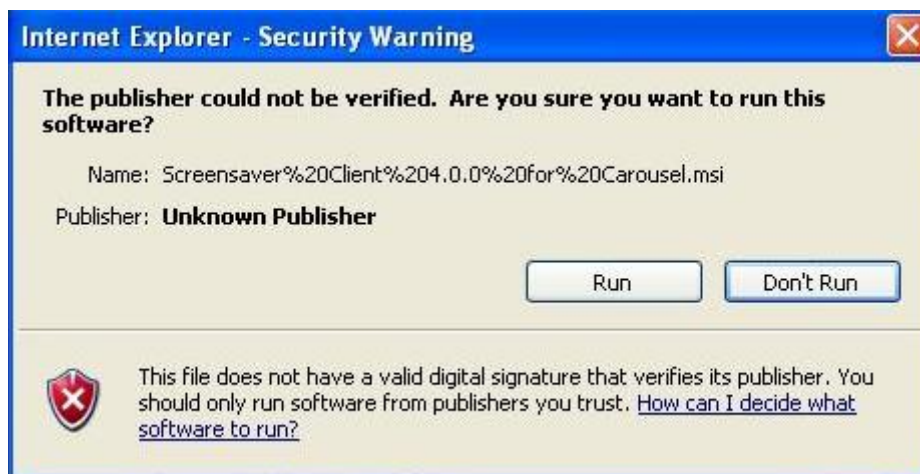 Internet Explorer - Security Warning
The publisher could not be verified. Are you sure you want to run this
software?
Name: Screensaver%20Client%204.0.0%20for%20Carousel.msi
Publisher: Unknown Publisher
Run Don't Run
This file does not have a valid digital signature that verifies its publisher. You
should only run software from publishers you trust. How can I decide what
software to run?